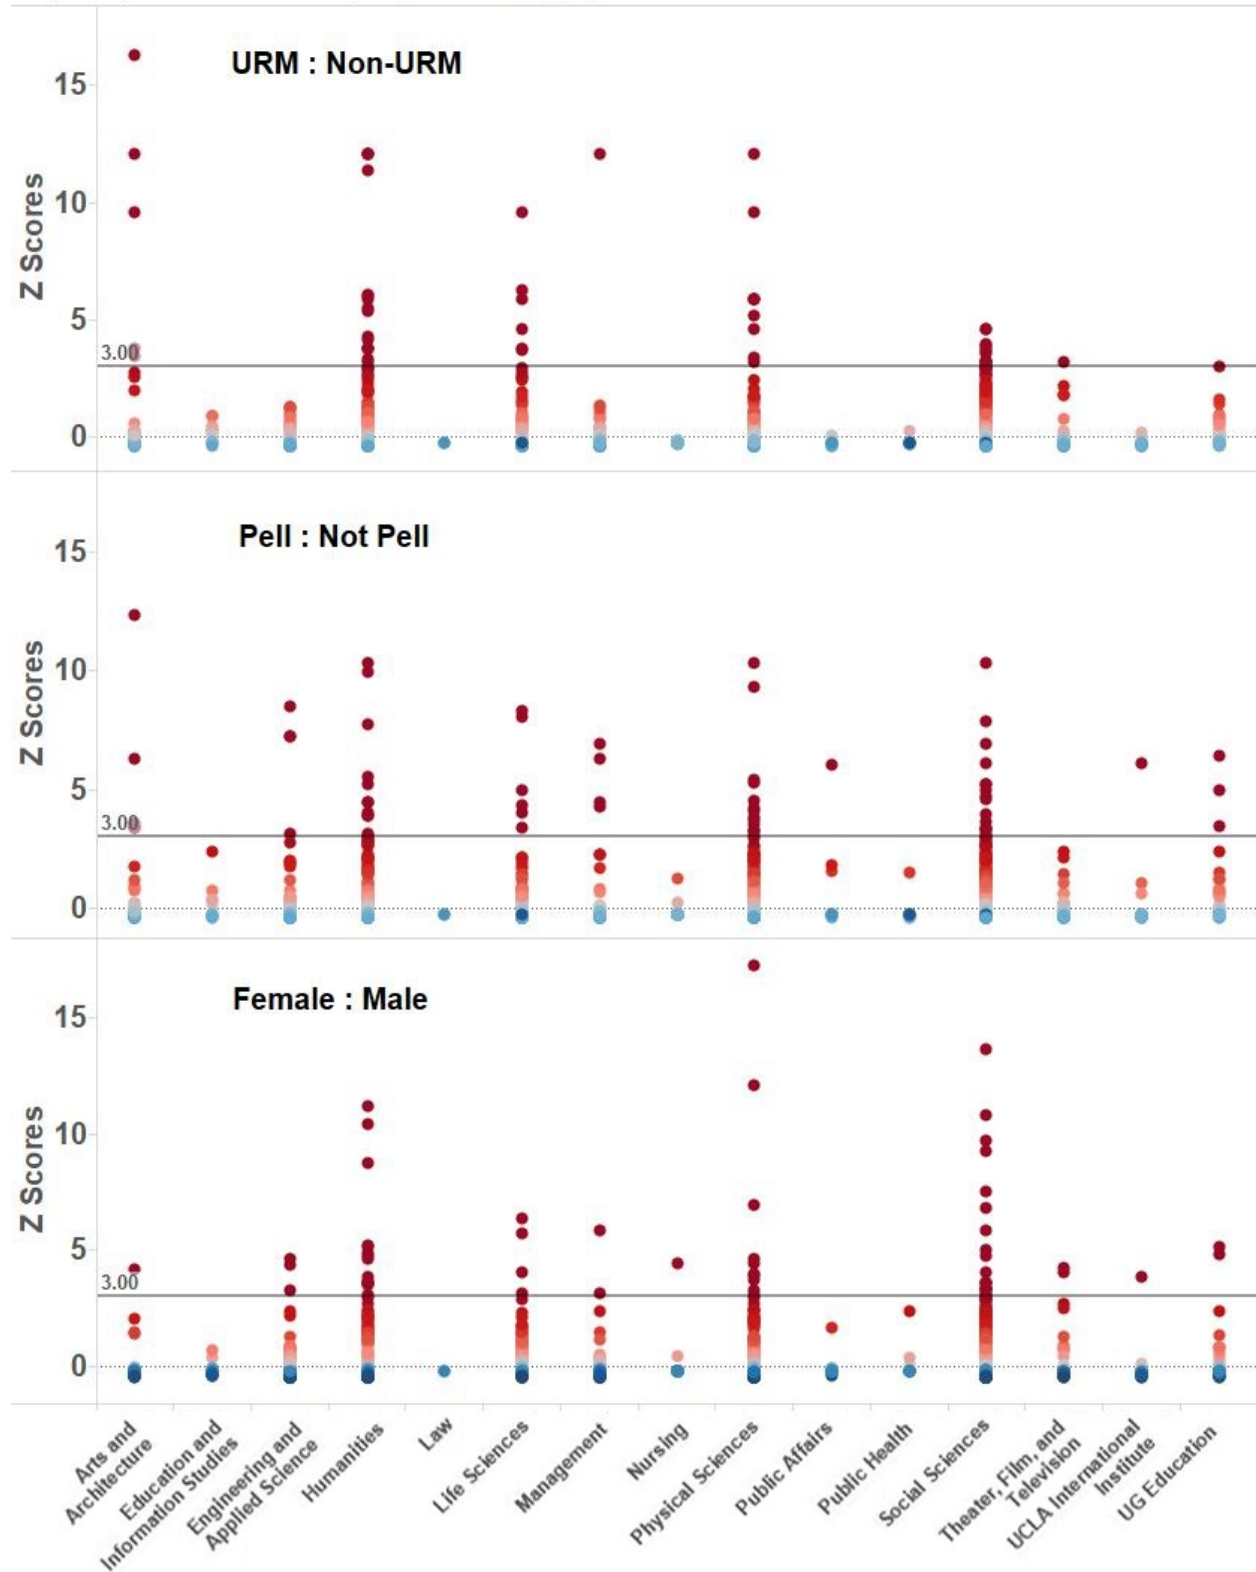 URM : Non-URM
15
10
5
3.00
0
Z Scores
Pell : Not Pell
15
10
5
3.00
0
Z Scores
Female : Male
15
10
5
3.00
0
Z Scores
Arts and
Architecture
Education and
Information Studies
Engineering and
Applied Science
Humanities
Law
Life Sciences
Management
Nursing
Physical Sciences
Public Affairs
Public Health
Social Sciences
Theater, Film, and
Television
UCLA International
Institute
UG Education